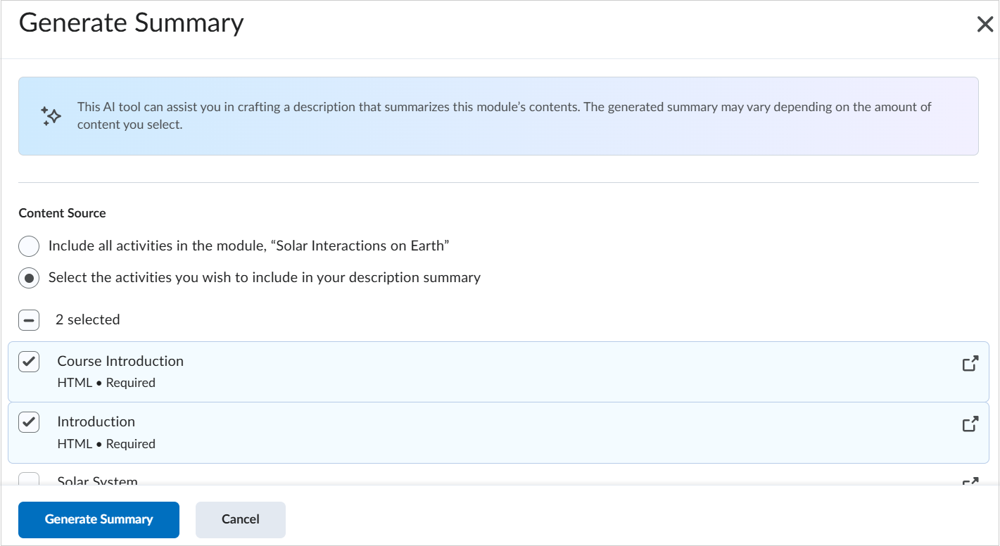 Generate Summary
This AI tool can assist you in crafting a description that summarizes this module’s contents. The generated summary may vary depending on the amount of
content you select.
Content Source
Include all activities in the module, “Solar Interactions on Earth”
Select the activities you wish to include in your description summary
2 selected
Course Introduction
HTML • Required
Introduction
HTML • Required
Solar System
Generate Summary
Cancel